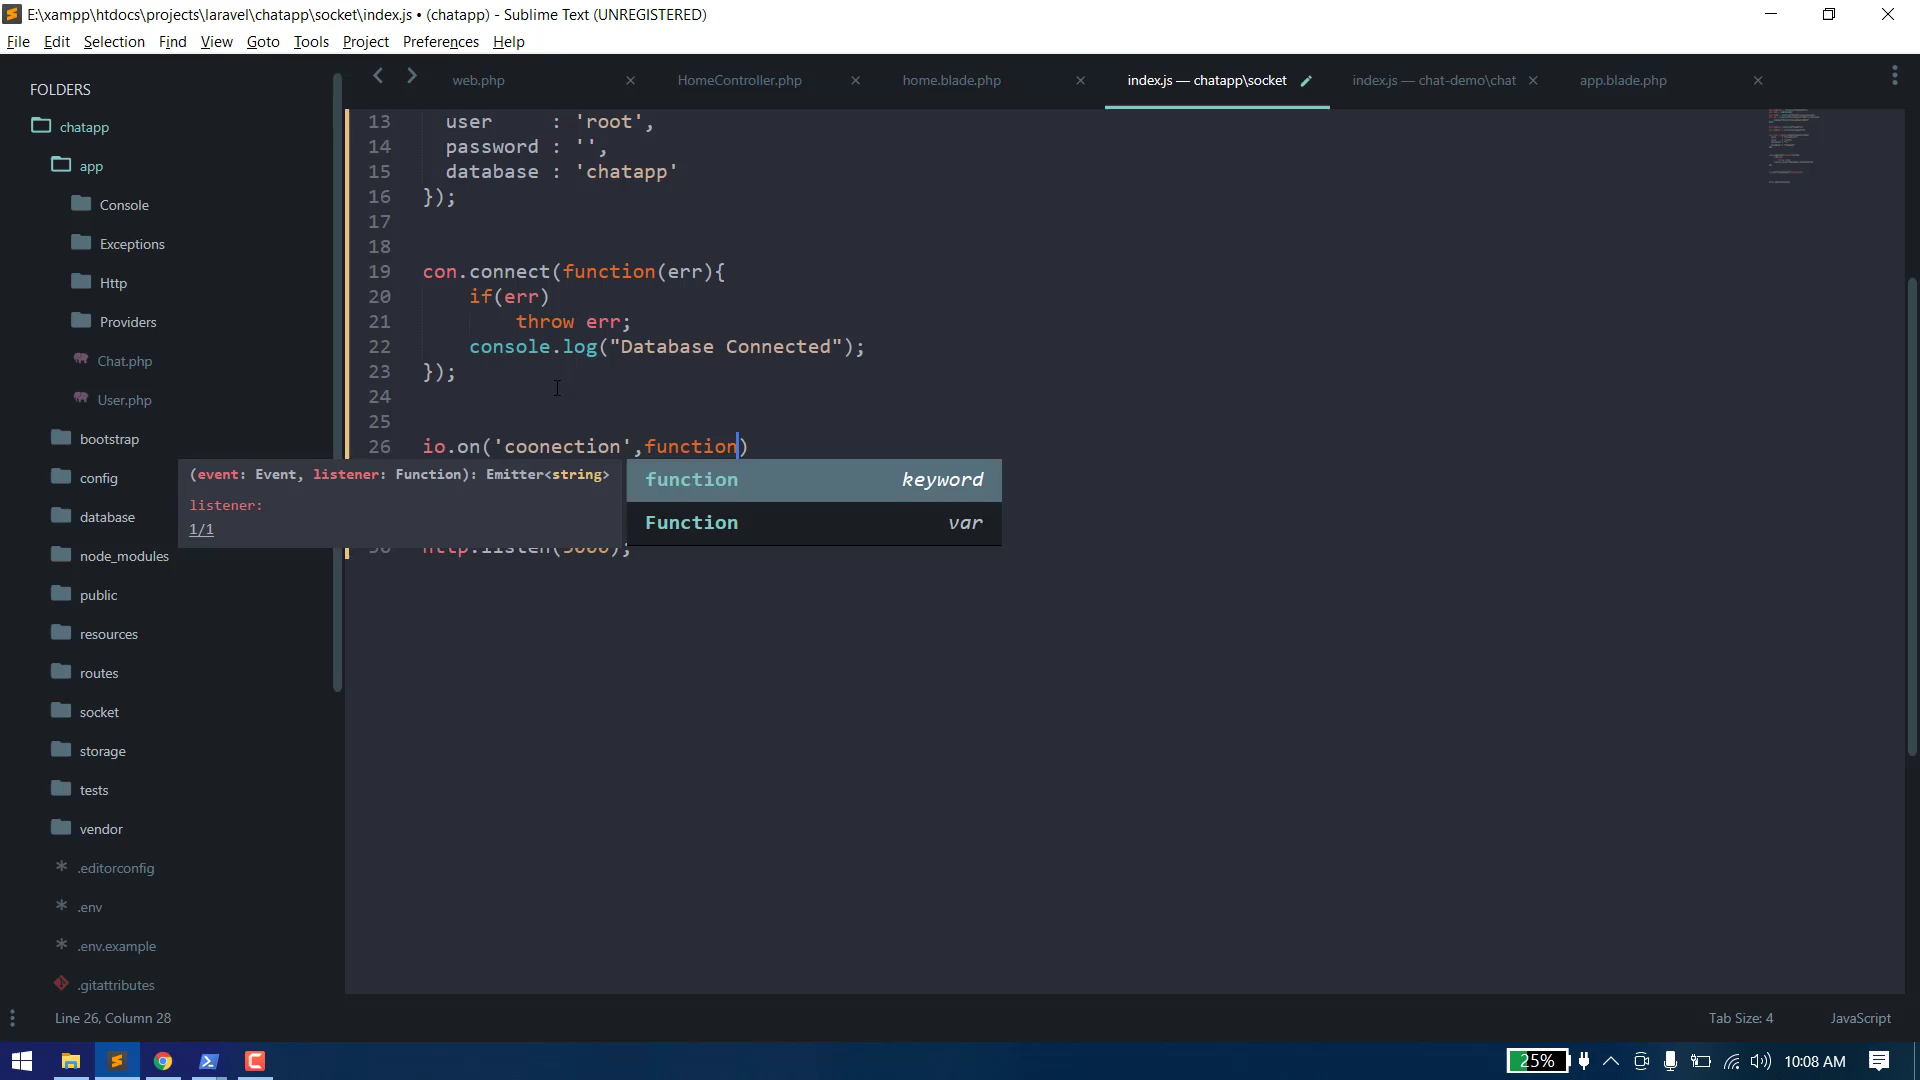 E:\xampp\htdocs\projects\laravel\chatapp\socket\index.js • (chatapp) - Sublime Text (UNREGISTERED)
File Edit Selection Find View Goto Tools Project Preferences Help
FOLDERS
chatapp
app
Console
Exceptions
Http
Providers
Chat.php
User.php
bootstrap
config
database
node_modules
public
resources
routes
socket
storage
tests
vendor
.editorconfig
.env
.env.example
.gitattributes
web.php HomeController.php home.blade.php index.js — chatapp\socket index.js — chat-demo\chat app.blade.php
13 user : 'root',
14 password : '',
15 database : 'chatapp'
16 });
17
18
19 con.connect(function(err){
20 if(err)
21 throw err;
22 console.log("Database Connected");
23 });
24
25
26 io.on('coonection',function)
(event: Event, listener: Function): Emitter<string>
listener:
1/1
function keyword
Function var
30 http.listen(3000);
Line 26, Column 28
Tab Size: 4 JavaScript
25% 10:08 AM